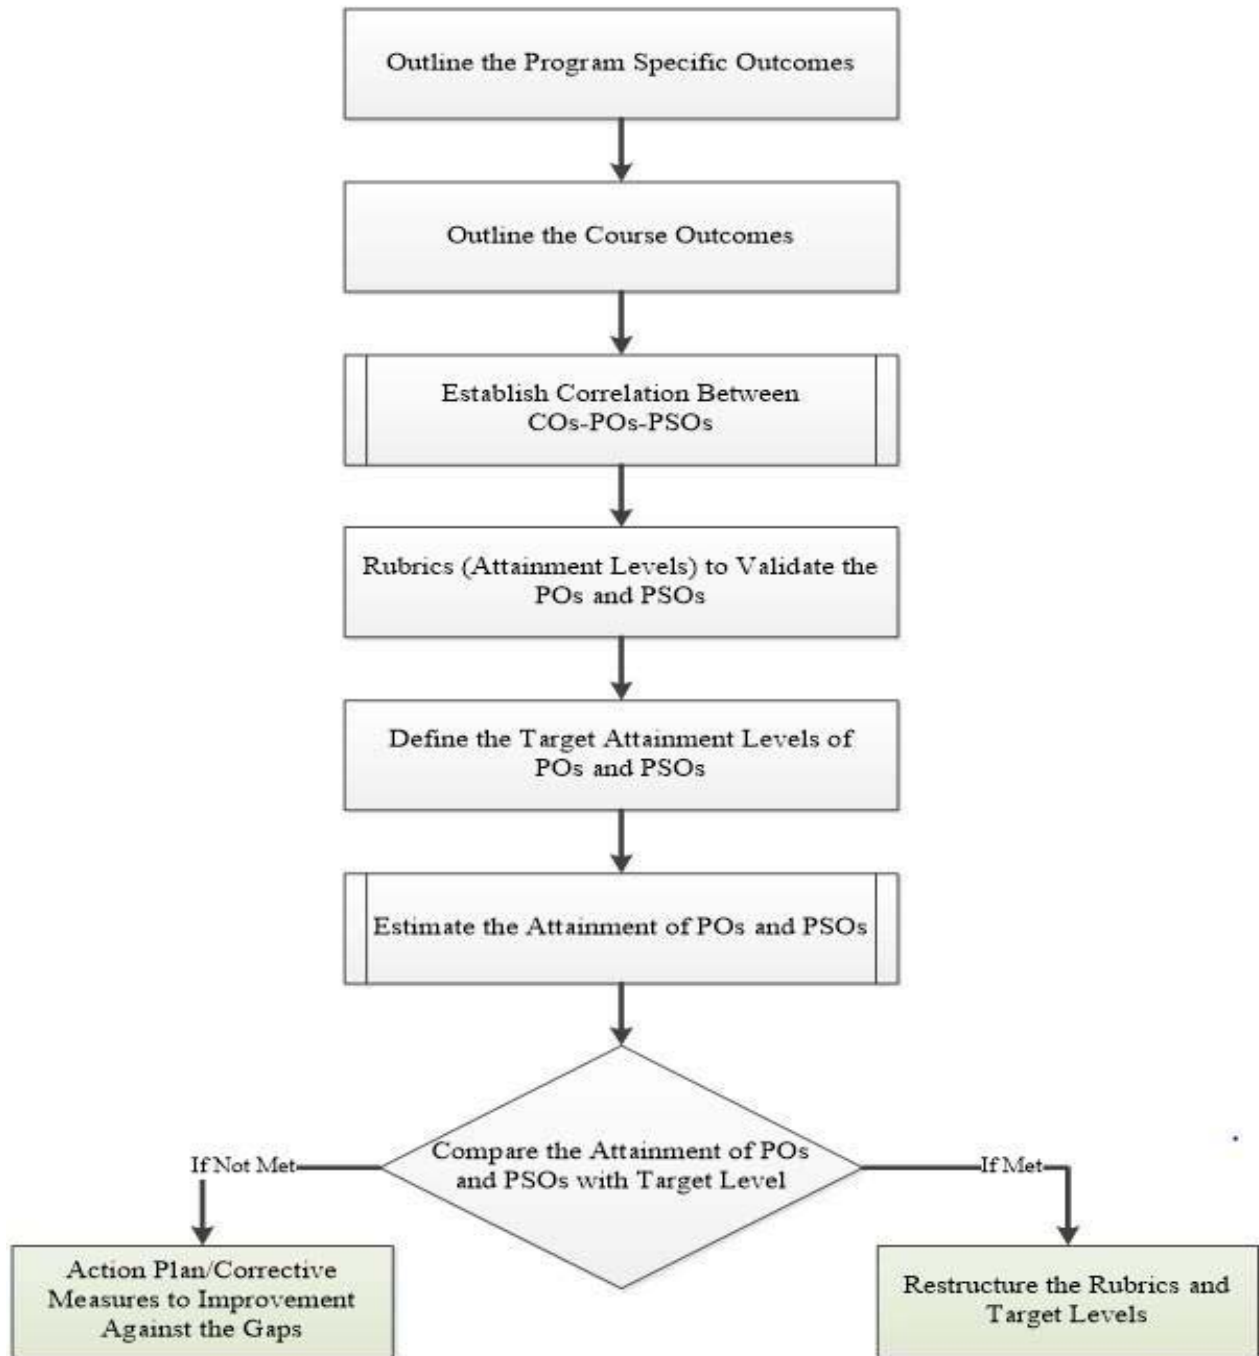 Outline the Program Specific Outcomes
Outline the Course Outcomes
Establish Correlation Between
COs-POs-PSOs
Rubrics (Attainment Levels) to Validate the
POs and PSOs
Define the Target Attainment Levels of
POs and PSOs
Estimate the Attainment of POs and PSOs
Compare the Attainment of POs
and PSOs with Target Level
If Not Met
If Met
Action Plan/Corrective
Measures to Improvement
Against the Gaps
Restructure the Rubrics and
Target Levels